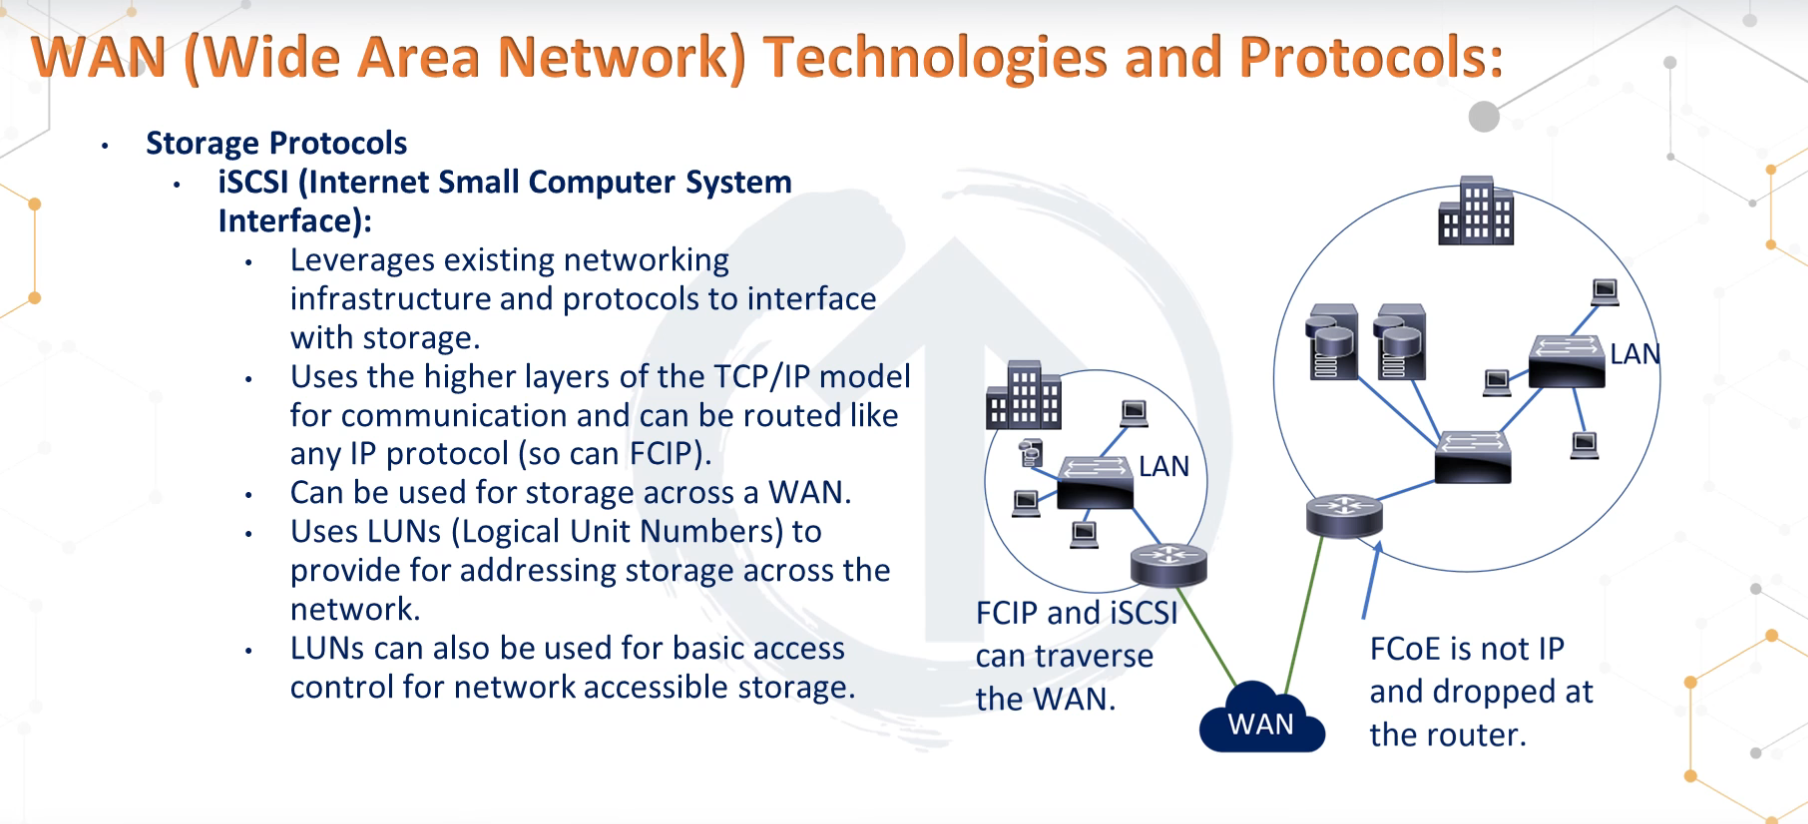 WAN (Wide Area Network) Technologies and Protocols:
• Storage Protocols
• iSCSI (Internet Small Computer System
Interface):
• Leverages existing networking
infrastructure and protocols to interface
with storage.
• Uses the higher layers of the TCP/IP model
for communication and can be routed like
any IP protocol (so can FCIP).
• Can be used for storage across a WAN.
• Uses LUNs (Logical Unit Numbers) to
provide for addressing storage across the
network.
• LUNs can also be used for basic access
control for network accessible storage.
LAN
FCIP and iSCSI
can traverse
the WAN.
WAN
LAN
FCoE is not IP
and dropped at
the router.